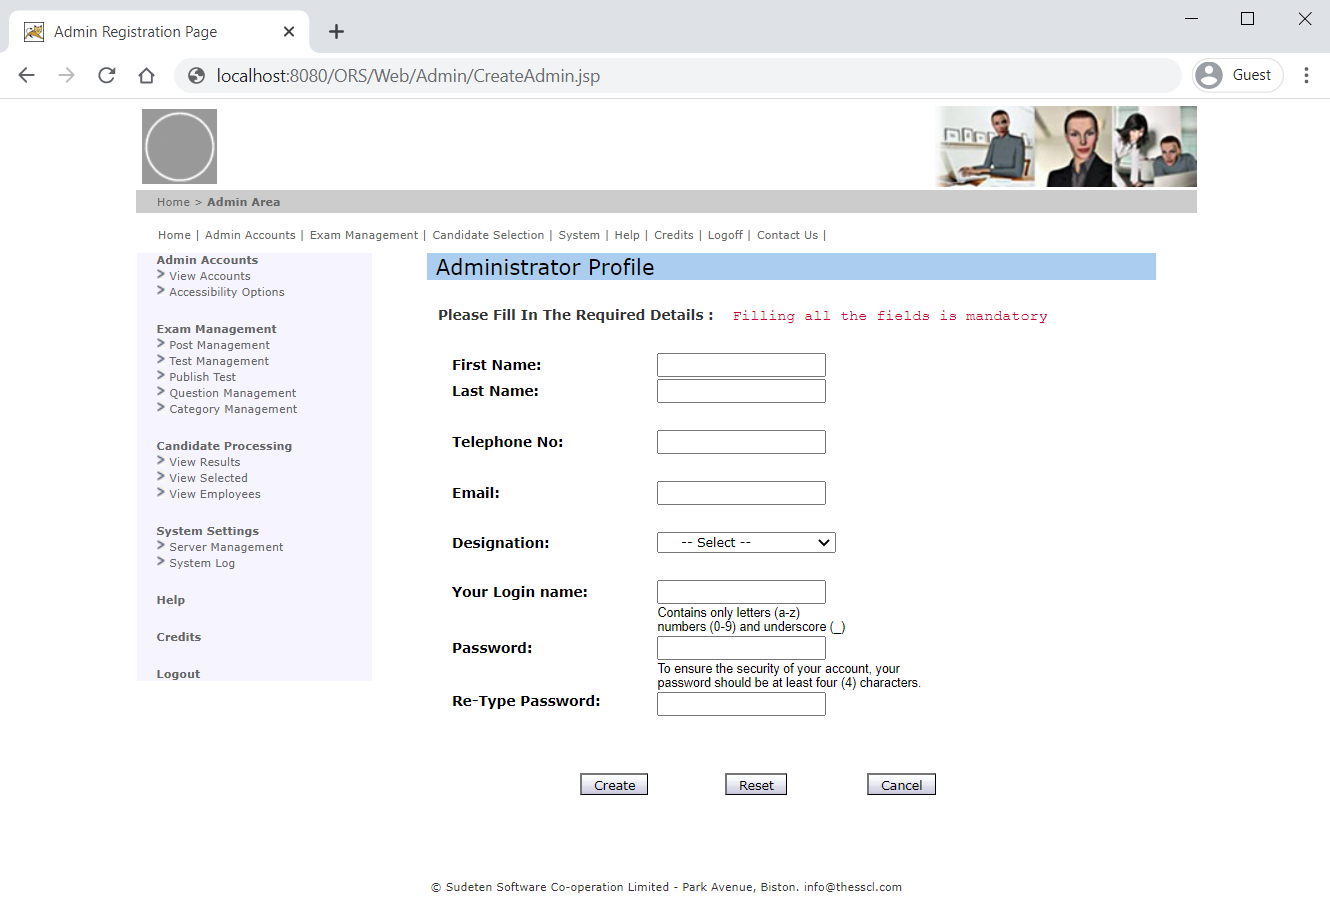 Admin Registration Page
localhost:8080/ORS/Web/Admin/CreateAdmin.jsp
Guest
Home > Admin Area
Home | Admin Accounts | Exam Management | Candidate Selection | System | Help | Credits | Logoff | Contact Us |
Admin Accounts
View Accounts
Accessibility Options
Exam Management
Post Management
Test Management
Publish Test
Question Management
Category Management
Candidate Processing
View Results
View Selected
View Employees
System Settings
Server Management
System Log
Help
Credits
Logout
Administrator Profile
Please Fill In The Required Details : Filling all the fields is mandatory
First Name:
Last Name:
Telephone No:
Email:
Designation: -- Select --
Your Login name:
Contains only letters (a-z)
numbers (0-9) and underscore (_)
Password:
To ensure the security of your account, your
password should be at least four (4) characters.
Re-Type Password:
Create Reset Cancel
© Sudeten Software Co-operation Limited - Park Avenue, Biston. info@thesscl.com